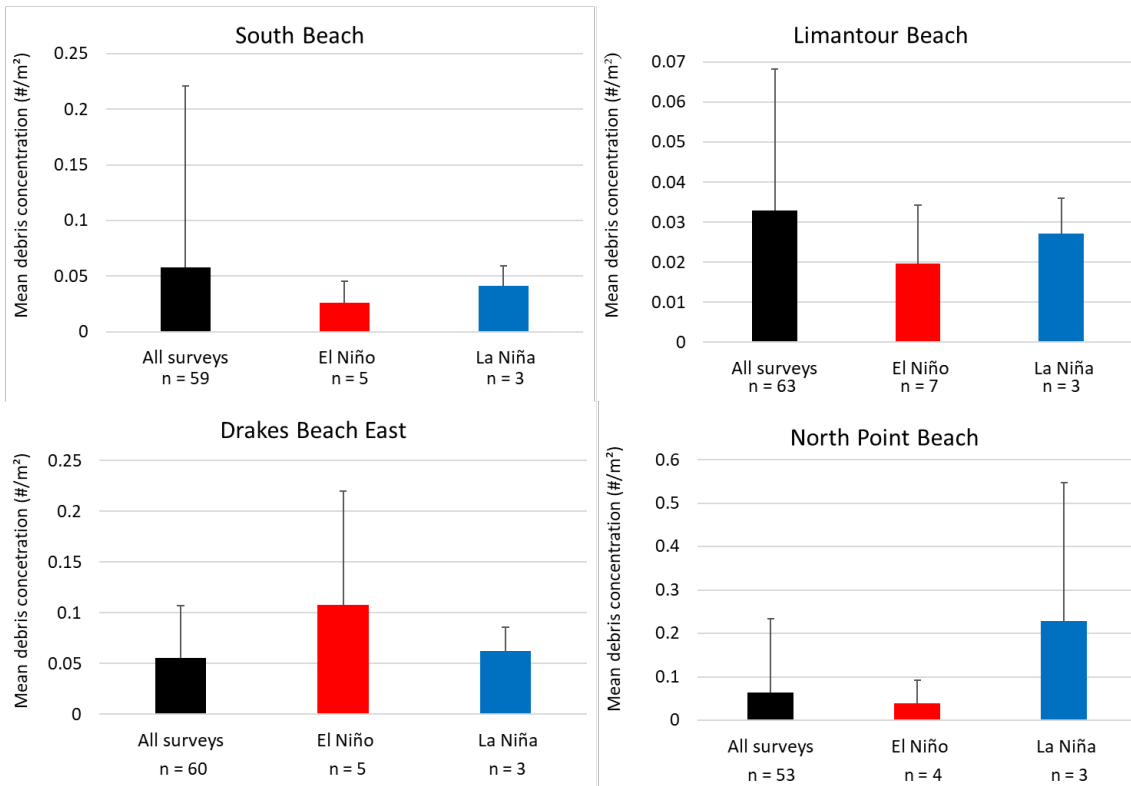 South Beach
Mean debris concentration (#/m²)
0.25
0.2
0.15
0.1
0.05
0
All surveys
n = 59
El Niño
n = 5
La Niña
n = 3
Limantour Beach
Mean debris concentration (#/m²)
0.07
0.06
0.05
0.04
0.03
0.02
0.01
0
All surveys
n = 63
El Niño
n = 7
La Niña
n = 3
Drakes Beach East
Mean debris concetration (#/m²)
0.25
0.2
0.15
0.1
0.05
0
All surveys
n = 60
El Niño
n = 5
La Niña
n = 3
North Point Beach
Mean debris concentration (#/m²)
0.6
0.5
0.4
0.3
0.2
0.1
0
All surveys
n = 53
El Niño
n = 4
La Niña
n = 3